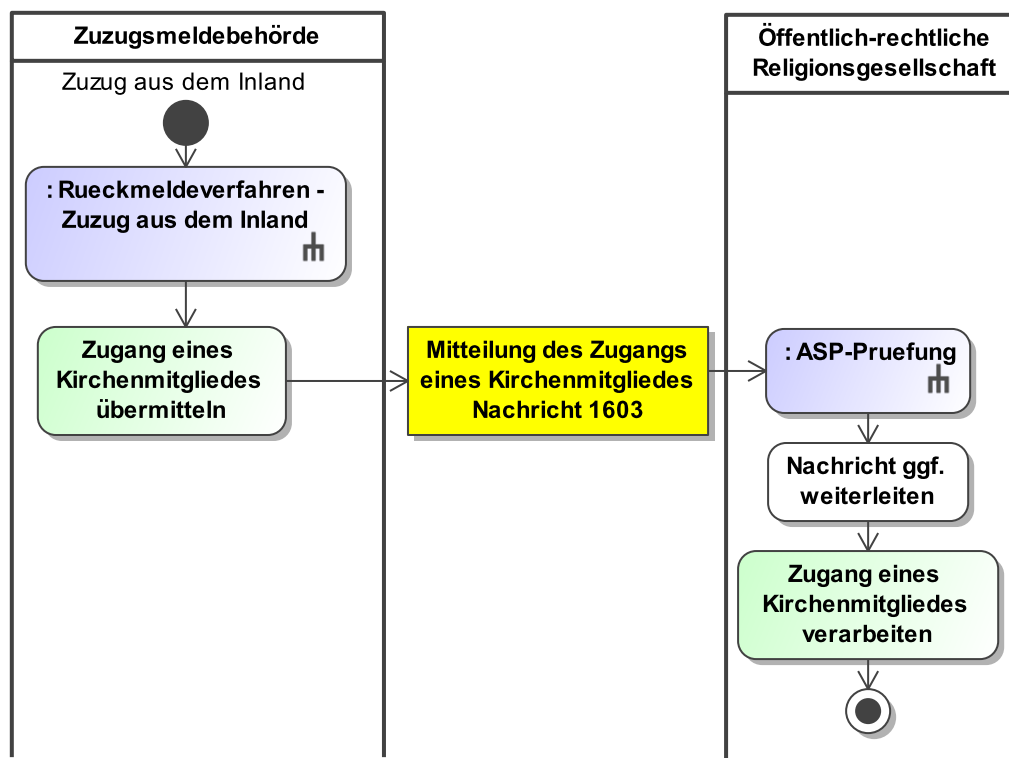 Zuzugsmeldebehörde
Zuzug aus dem Inland
: Rueckmeldeverfahren -
Zuzug aus dem Inland
Zugang eines
Kirchenmitgliedes
übermitteln
Mitteilung des Zugangs
eines Kirchenmitgliedes
Nachricht 1603
Öffentlich-rechtliche
Religionsgesellschaft
: ASP-Pruefung
Nachricht ggf.
weiterleiten
Zugang eines
Kirchenmitgliedes
verarbeiten